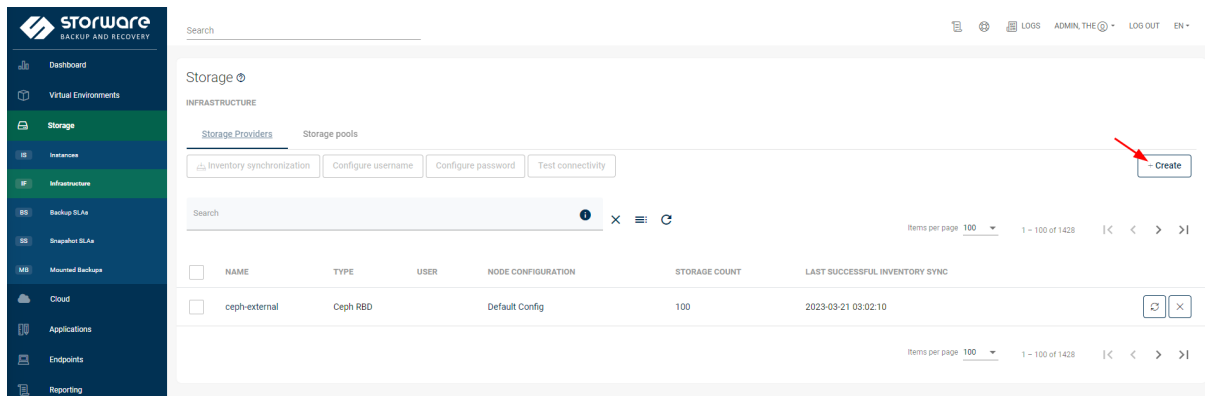 storware
BACKUP AND RECOVERY
Dashboard
Virtual Environments
Storage
IS Instances
IF Infrastructure
BS Backup SLAs
SS Snapshot SLAs
MB Mounted Backups
Cloud
Applications
Endpoints
Reporting
Search LOGS ADMIN, THE LOG OUT EN
Storage
INFRASTRUCTURE
Storage Providers Storage pools
Inventory synchronization Configure username Configure password Test connectivity + Create
Search
Items per page 100 1 – 100 of 1428
NAME TYPE USER NODE CONFIGURATION STORAGE COUNT LAST SUCCESSFUL INVENTORY SYNC
ceph-external Ceph RBD Default Config 100 2023-03-21 03:02:10
Items per page 100 1 – 100 of 1428